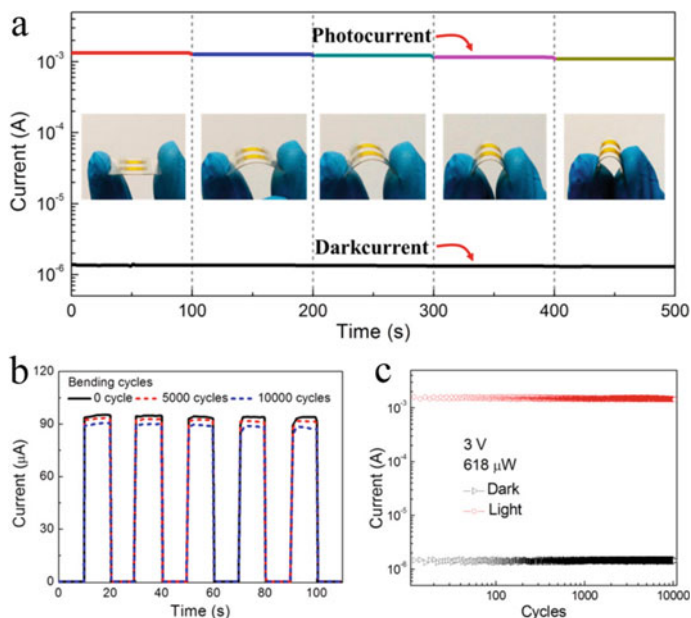 a
Photocurrent
Darkcurrent
Current (A)
10⁻³
10⁻⁴
10⁻⁵
10⁻⁶
0 100 200 300 400 500
Time (s)
b
Bending cycles
0 cycle 5000 cycles 10000 cycles
Current (μA)
120
90
60
30
0
0 20 40 60 80 100
Time (s)
c
3 V
618 μW
Dark
Light
Current (A)
10⁻³
10⁻⁴
10⁻⁵
10⁻⁶
100 1000 10000
Cycles